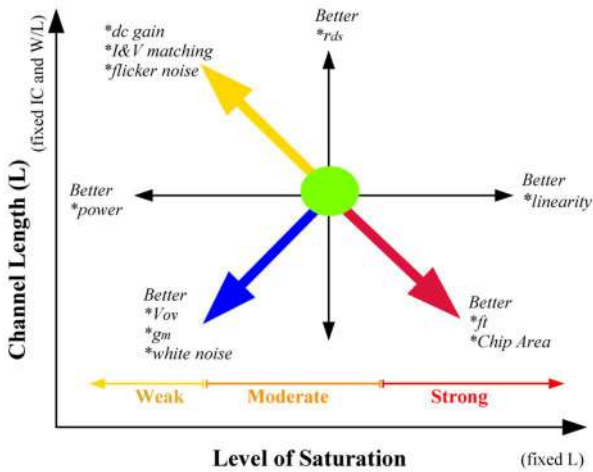 Better
*dc gain
*I&V matching
*flicker noise
Better
*rds
Better
*power
Better
*linearity
Better
*Vov
*gm
*white noise
Better
*ft
*Chip Area
Weak
Moderate
Strong
Channel Length (L)
(fixed IC and W/L)
Level of Saturation
(fixed L)